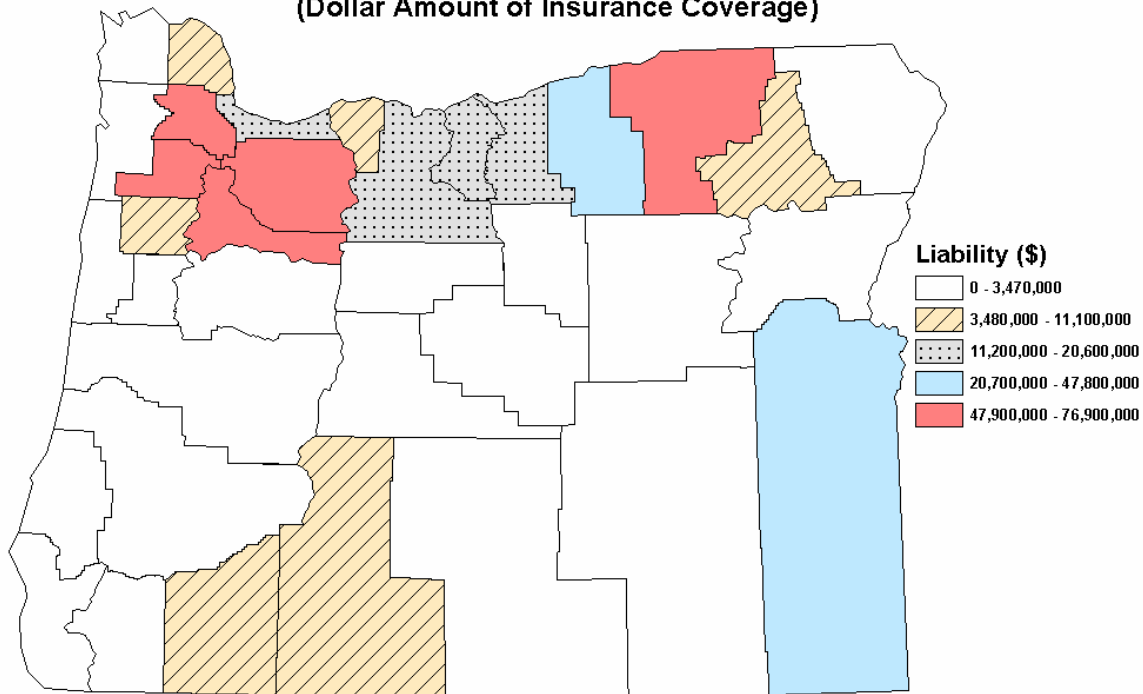 (Dollar Amount of Insurance Coverage)
Liability ($)
0 - 3,470,000
3,480,000 - 11,100,000
11,200,000 - 20,600,000
20,700,000 - 47,800,000
47,900,000 - 76,900,000